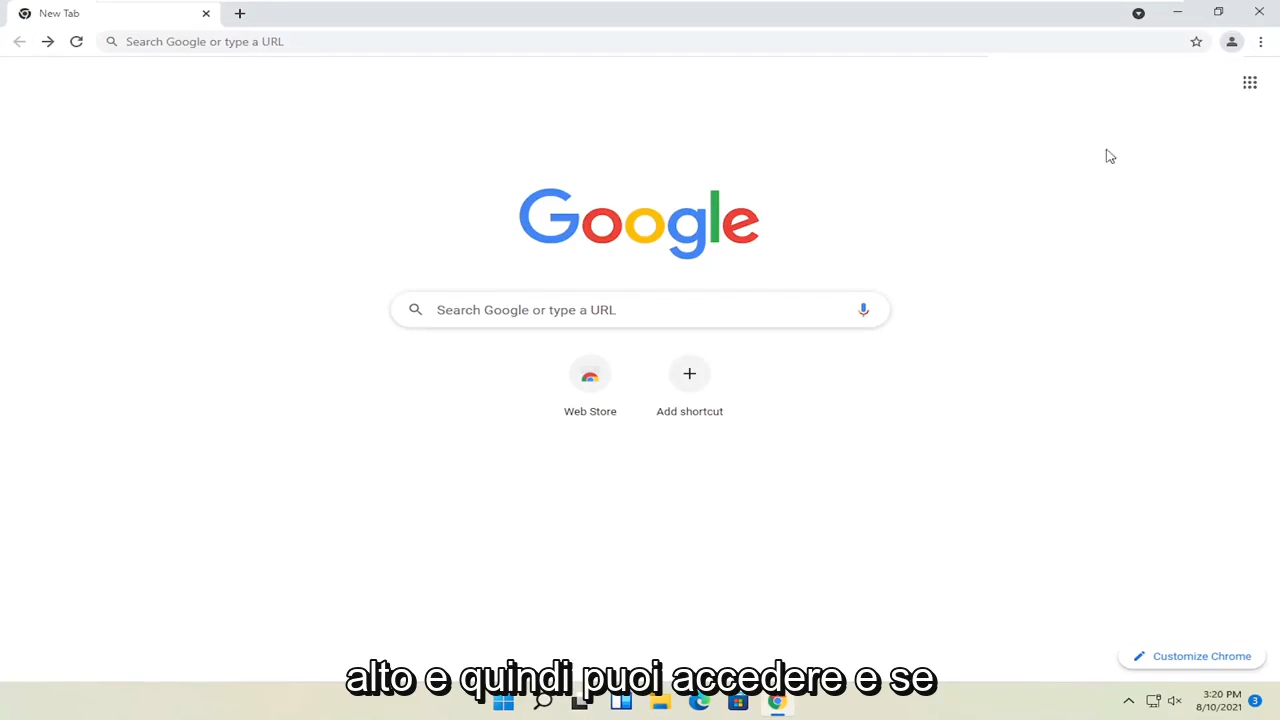 New Tab
Search Google or type a URL
Google
Search Google or type a URL
Web Store
Add shortcut
Customize Chrome
alto e quindi puoi accedere e se
3:20 PM
8/10/2021
3